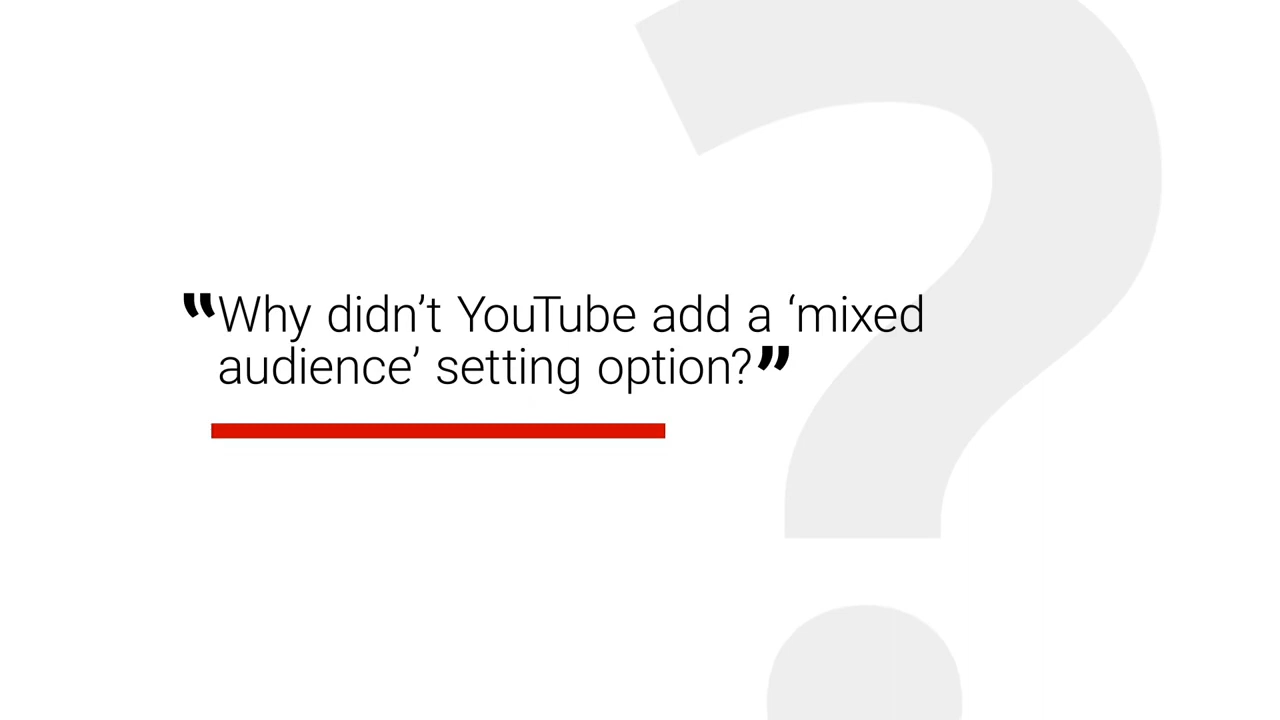 "Why didn't YouTube add a ‘mixed
audience’ setting option?"